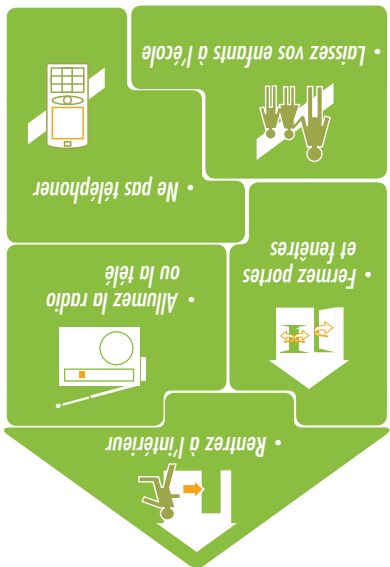 • Rentrez à l'intérieur
• Fermez portes
et fenêtres
• Allumez la radio
ou la télé
• Ne pas téléphoner
• Laissez vos enfants à l'école